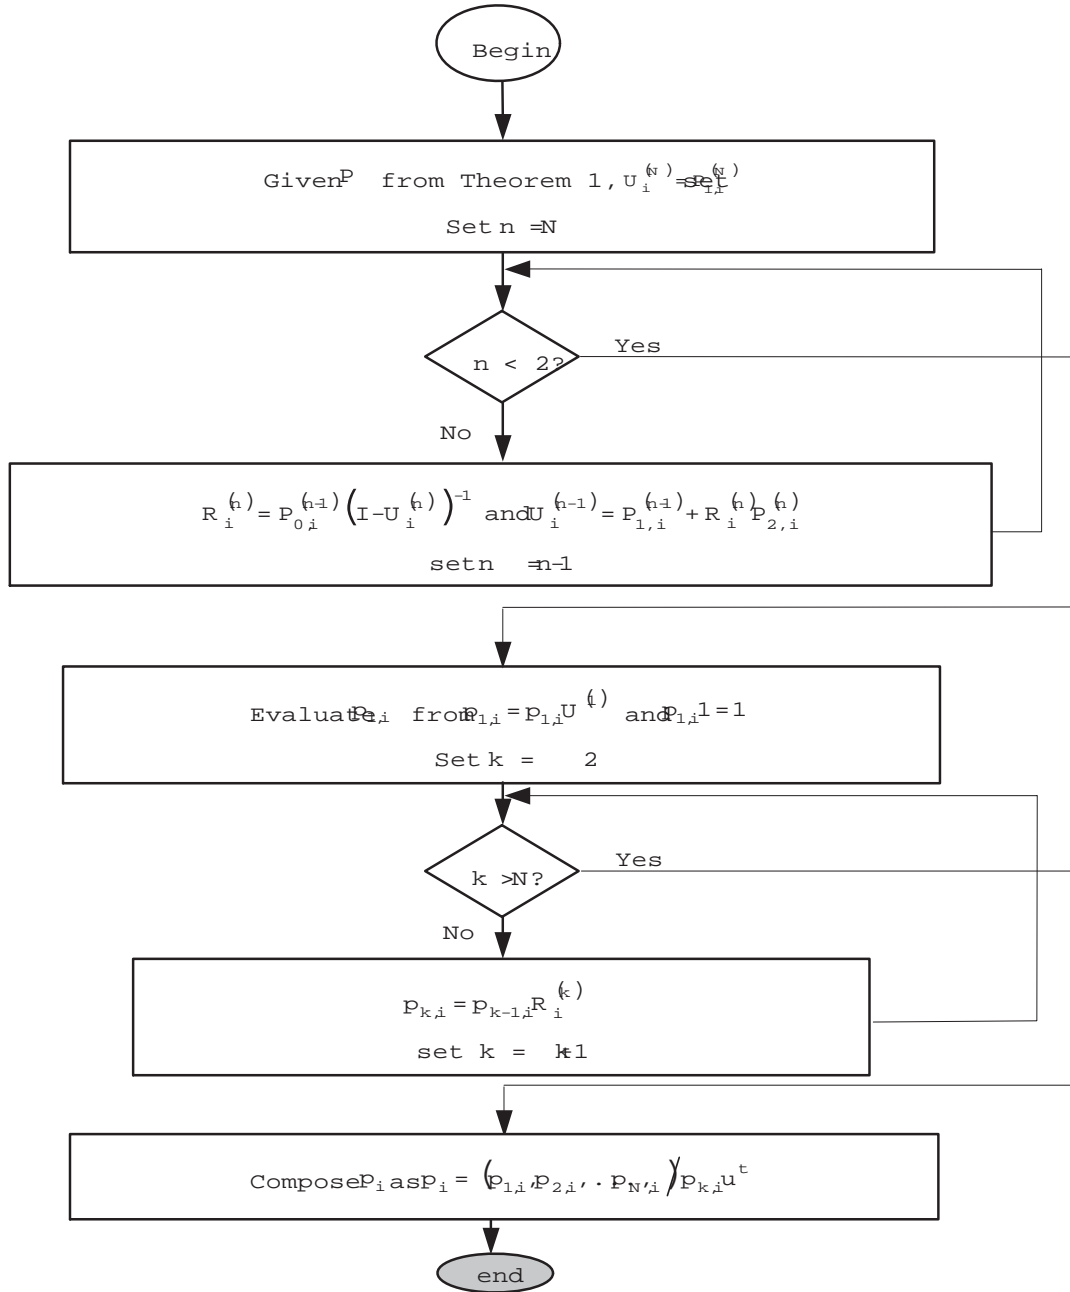 Begin
Given P from Theorem 1, set U_i^(N) = P_{1,i}^(N)
Set n = N
n < 2?
Yes
No
R_i^(n) = P_{0,i}^(n-1) (I-U_i^(n))^-1 and U_i^(n-1) = P_{1,i}^(n-1) + R_i^(n) P_{2,i}^(n)
set n = n-1
Evaluate p_{1,i} from p_{1,i} = p_{1,i} U^(1) and p_{1,i} 1 = 1
Set k = 2
k > N?
Yes
No
p_{k,i} = p_{k-1,i} R_i^(k)
set k = k+1
Compose p_i as p_i = (p_{1,i}, p_{2,i}, . . p_{N,i}) / p_{k,i} u^t
end